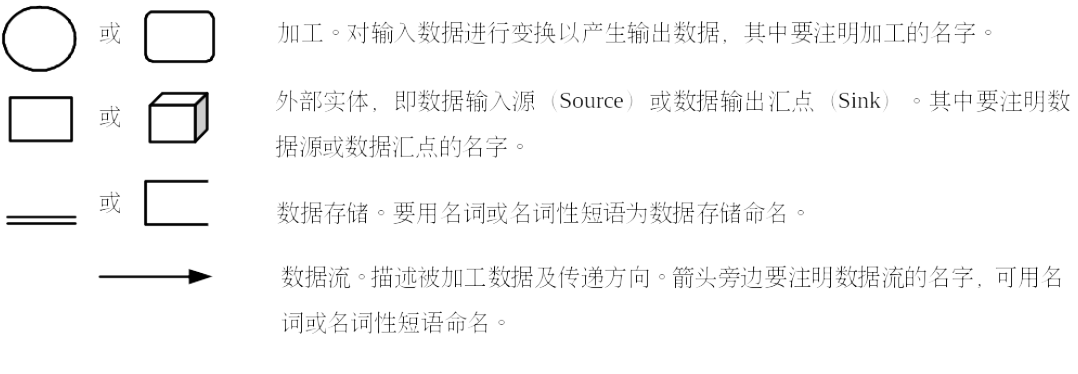 或 加工。对输入数据进行变换以产生输出数据，其中要注明加工的名字。
或 外部实体，即数据输入源（Source）或数据输出汇点（Sink）。其中要注明数
据源或数据汇点的名字。
或 数据存储。要用名词或名词性短语为数据存储命名。
数据流。描述被加工数据及传递方向。箭头旁边要注明数据流的名字，可用名
词或名词性短语命名。